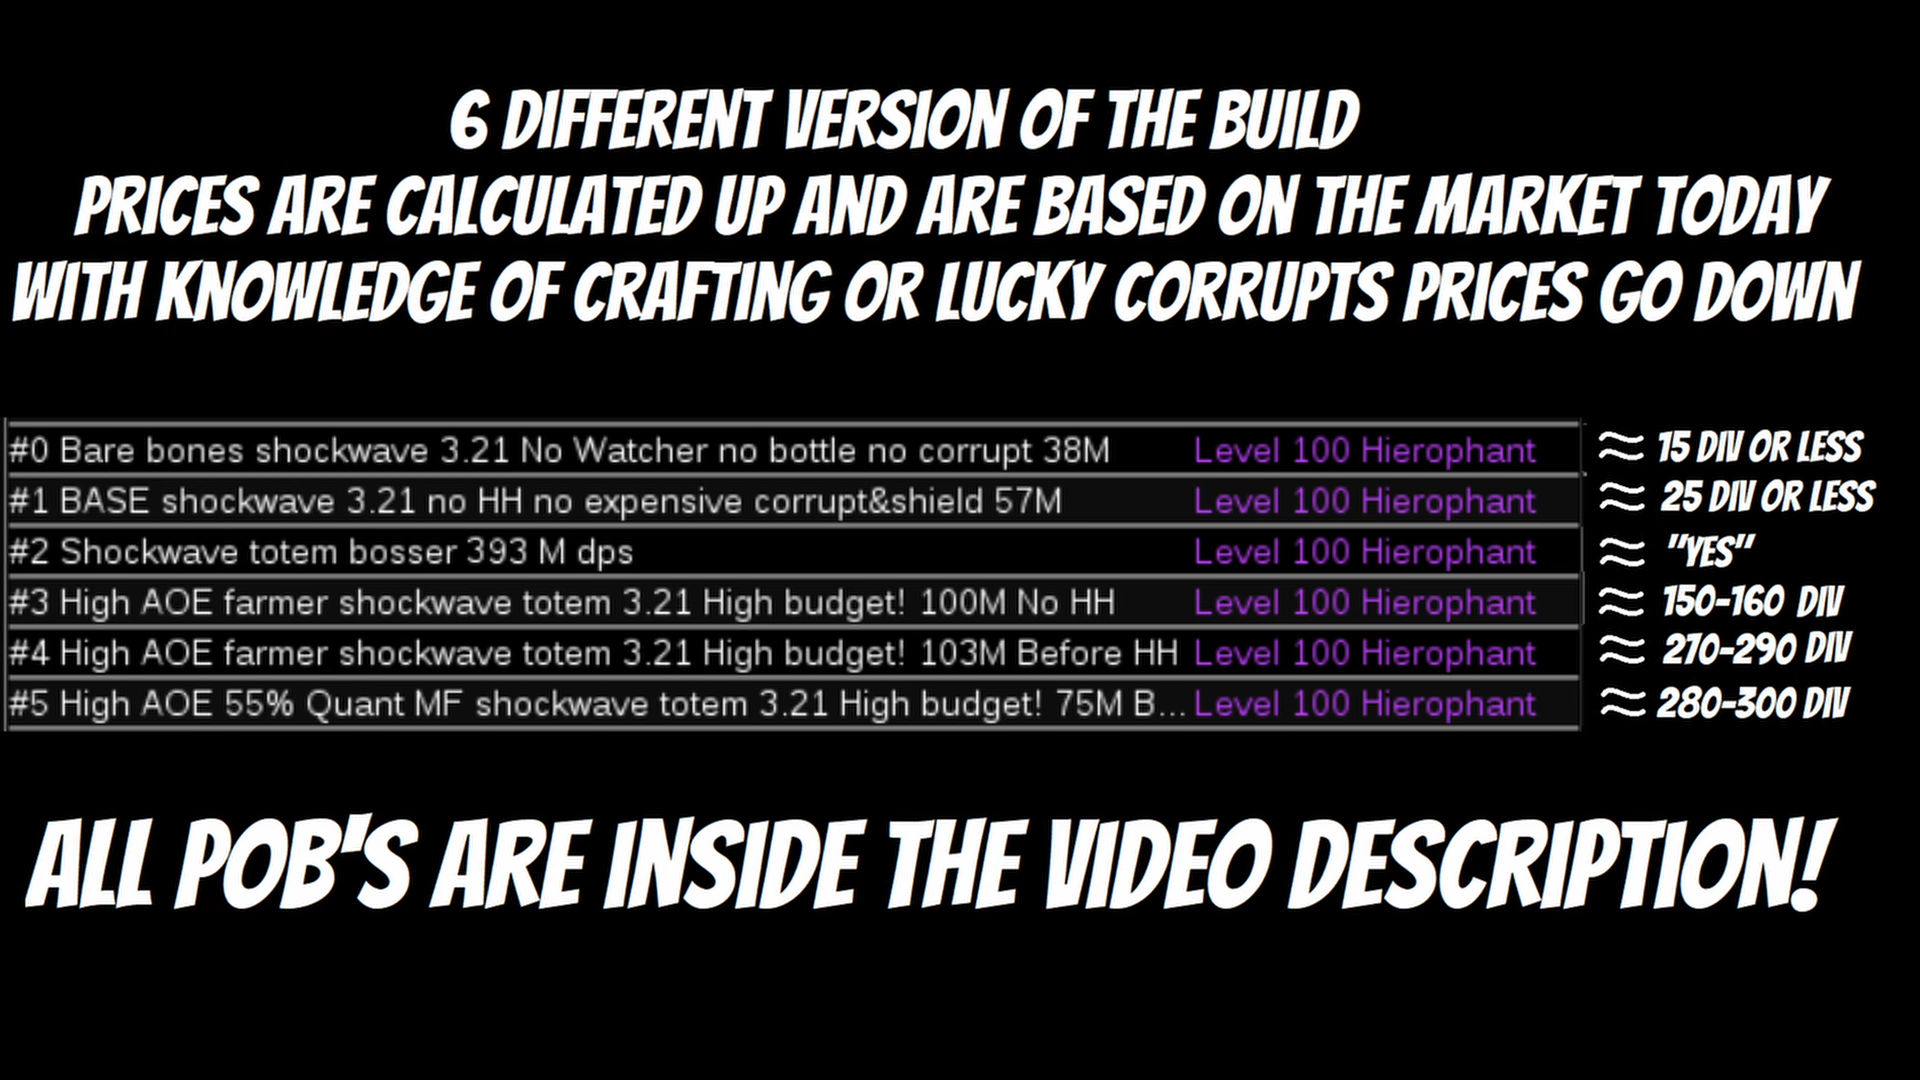 6 DIFFERENT VERSION OF THE BUILD
PRICES ARE CALCULATED UP AND ARE BASED ON THE MARKET TODAY
WITH KNOWLEDGE OF CRAFTING OR LUCKY CORRUPTS PRICES GO DOWN
#0 Bare bones shockwave 3.21 No Watcher no bottle no corrupt 38M Level 100 Hierophant ≈ 15 DIV OR LESS
#1 BASE shockwave 3.21 no HH no expensive corrupt&shield 57M Level 100 Hierophant ≈ 25 DIV OR LESS
#2 Shockwave totem bosser 393 M dps Level 100 Hierophant ≈ "YES"
#3 High AOE farmer shockwave totem 3.21 High budget! 100M No HH Level 100 Hierophant ≈ 150-160 DIV
#4 High AOE farmer shockwave totem 3.21 High budget! 103M Before HH Level 100 Hierophant ≈ 270-290 DIV
#5 High AOE 55% Quant MF shockwave totem 3.21 High budget! 75M B... Level 100 Hierophant ≈ 280-300 DIV
ALL POB'S ARE INSIDE THE VIDEO DESCRIPTION!